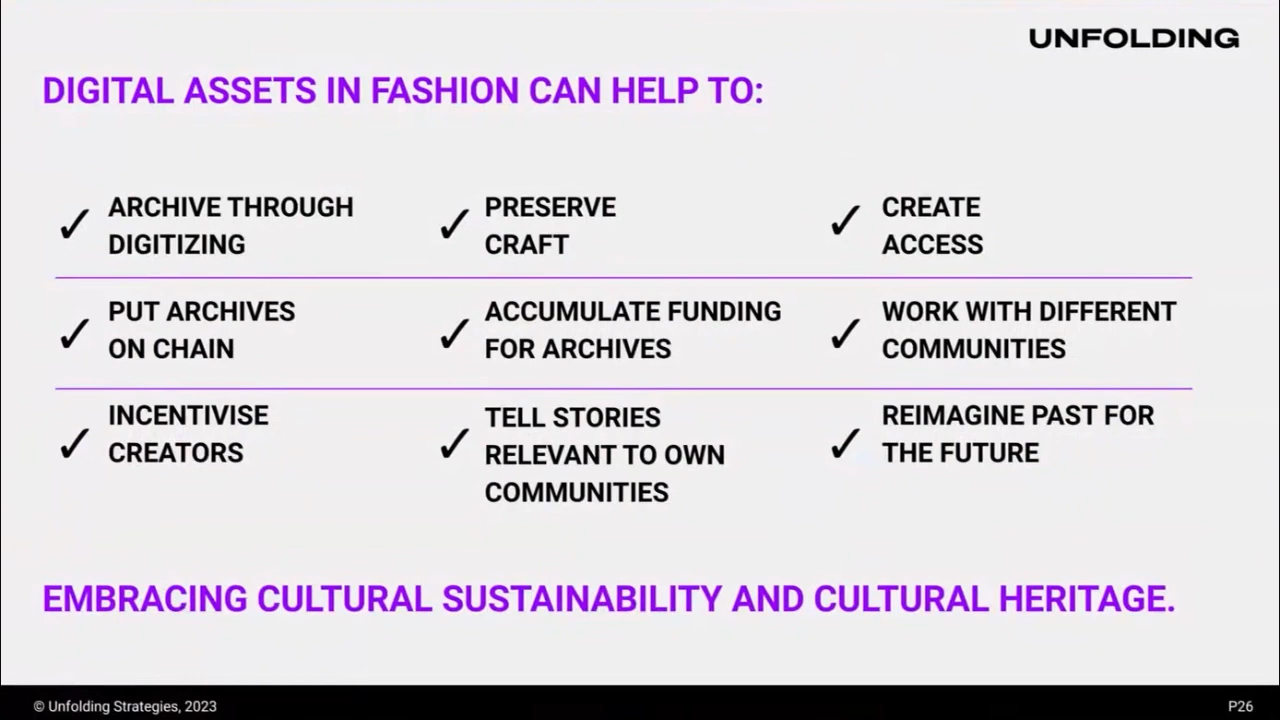 UNFOLDING
DIGITAL ASSETS IN FASHION CAN HELP TO:
✓ ARCHIVE THROUGH
DIGITIZING
✓ PRESERVE
CRAFT
✓ CREATE
ACCESS
✓ PUT ARCHIVES
ON CHAIN
✓ ACCUMULATE FUNDING
FOR ARCHIVES
✓ WORK WITH DIFFERENT
COMMUNITIES
✓ INCENTIVISE
CREATORS
✓ TELL STORIES
RELEVANT TO OWN
COMMUNITIES
✓ REIMAGINE PAST FOR
THE FUTURE
EMBRACING CULTURAL SUSTAINABILITY AND CULTURAL HERITAGE.
© Unfolding Strategies, 2023
P26